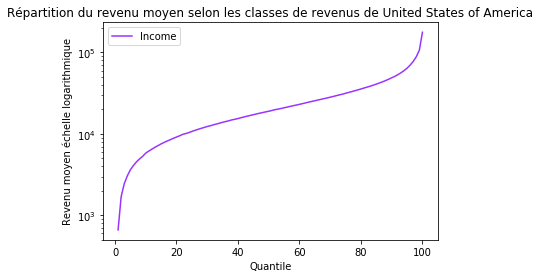 Répartition du revenu moyen selon les classes de revenus de United States of America
Income
Revenu moyen échelle logarithmique
10^5
10^4
10^3
0 20 40 60 80 100
Quantile